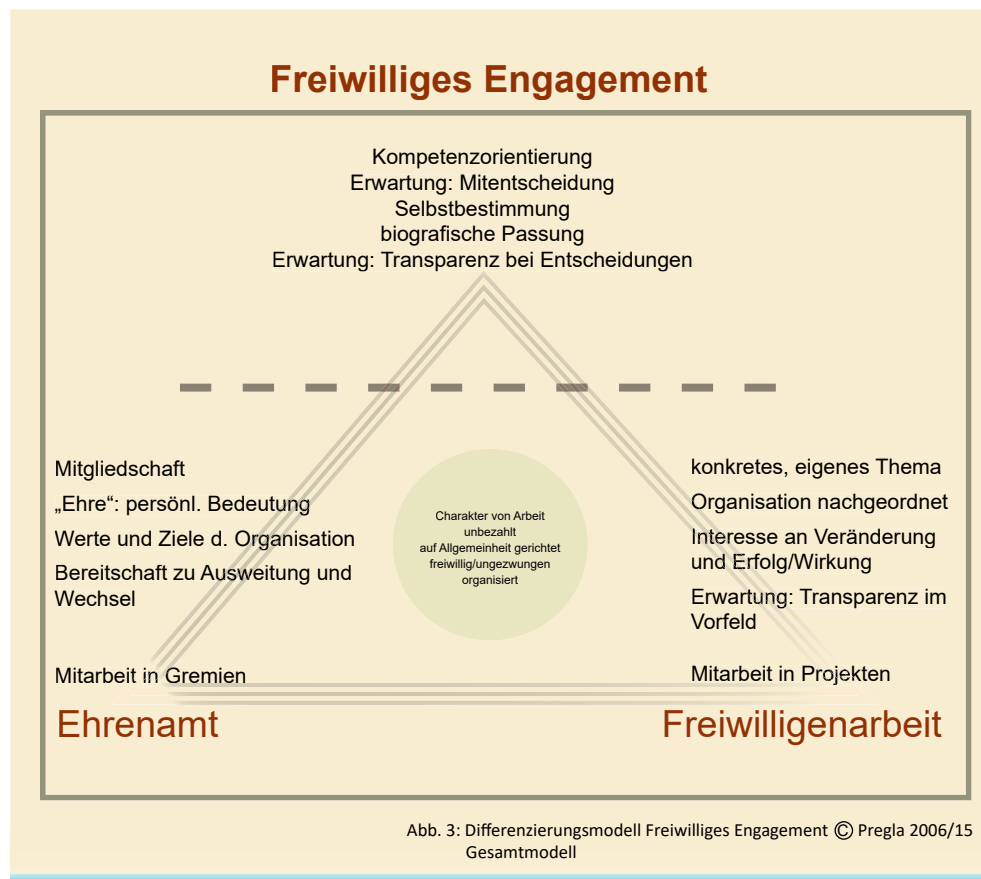 Freiwilliges Engagement
Kompetenzorientierung
Erwartung: Mitentscheidung
Selbstbestimmung
biografische Passung
Erwartung: Transparenz bei Entscheidungen
Mitgliedschaft
„Ehre“: persönl. Bedeutung
Werte und Ziele d. Organisation
Bereitschaft zu Ausweitung und
Wechsel
Mitarbeit in Gremien
Ehrenamt
Charakter von Arbeit
unbezahlt
auf Allgemeinheit gerichtet
freiwillig/ungezwungen
organisiert
konkretes, eigenes Thema
Organisation nachgeordnet
Interesse an Veränderung
und Erfolg/Wirkung
Erwartung: Transparenz im
Vorfeld
Mitarbeit in Projekten
Freiwilligenarbeit
Abb. 3: Differenzierungsmodell Freiwilliges Engagement © Pregla 2006/15
Gesamtmodell